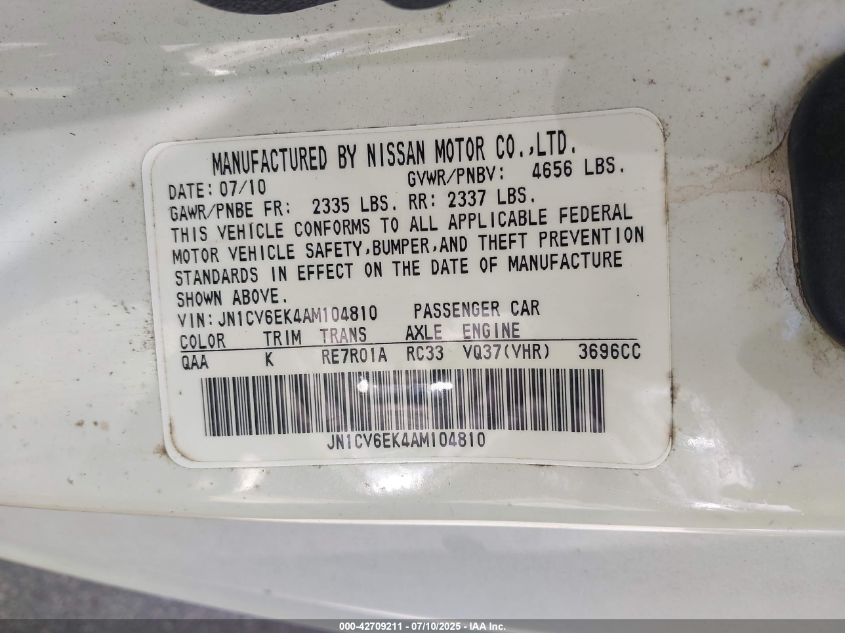 MANUFACTURED BY NISSAN MOTOR CO.,LTD.
DATE: 07/10 GVWR/PNBV: 4656 LBS.
GAWR/PNBE FR: 2335 LBS. RR: 2337 LBS.
THIS VEHICLE CONFORMS TO ALL APPLICABLE FEDERAL
MOTOR VEHICLE SAFETY,BUMPER,AND THEFT PREVENTION
STANDARDS IN EFFECT ON THE DATE OF MANUFACTURE
SHOWN ABOVE.
VIN: JN1CV6EK4AM104810 PASSENGER CAR
COLOR TRIM TRANS AXLE ENGINE
QAA K RE7R01A RC33 VQ37(VHR) 3696CC
JN1CV6EK4AM104810
000-42709211 - 07/10/2025 - IAA Inc.